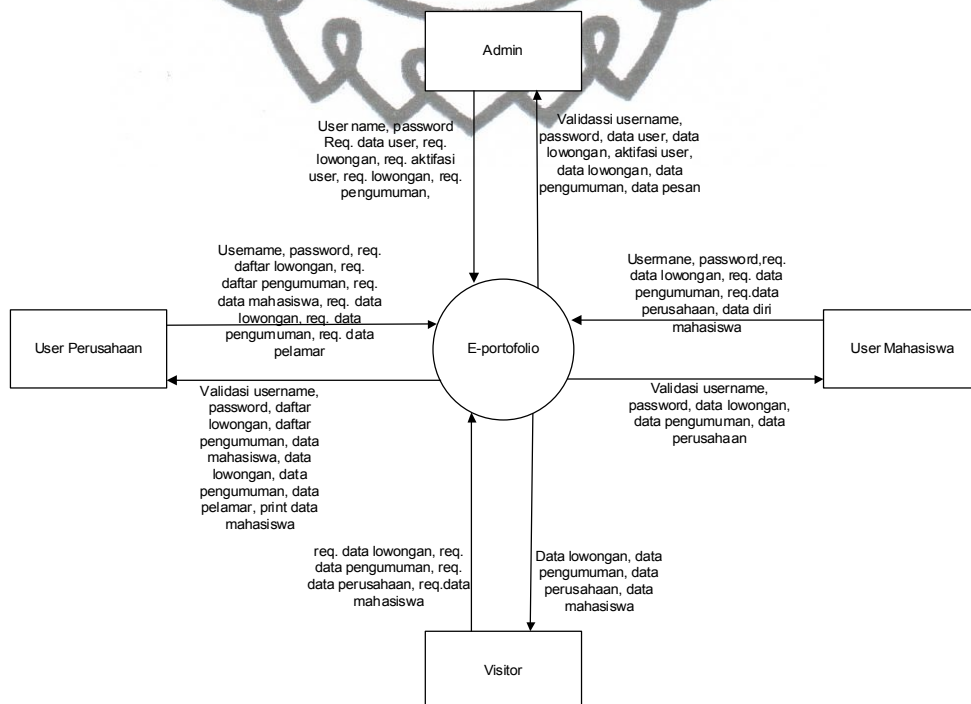 Admin
User name, password
Req. data user, req.
lowongan, req. aktifasi
user, req. lowongan, req.
pengumuman,
Validassi username,
password, data user, data
lowongan, aktifasi user,
data lowongan, data
pengumuman, data pesan
Username, password, req.
daftar lowongan, req.
daftar pengumuman, req.
data mahasiswa, req. data
lowongan, req. data
pengumuman, req. data
pelamar
Usermane, password,req.
data lowongan, req. data
pengumuman, req.data
perusahaan, data diri
mahasiswa
User Perusahaan
E-portofolio
User Mahasiswa
Validasi username,
password, daftar
lowongan, daftar
pengumuman, data
mahasiswa, data
lowongan, data
pengumuman, data
pelamar, print data
mahasiswa
Validasi username,
password, data lowongan,
data pengumuman, data
perusahaan
req. data lowongan, req.
data pengumuman, req.
data perusahaan, req.data
mahasiswa
Data lowongan, data
pengumuman, data
perusahaan, data
mahasiswa
Visitor